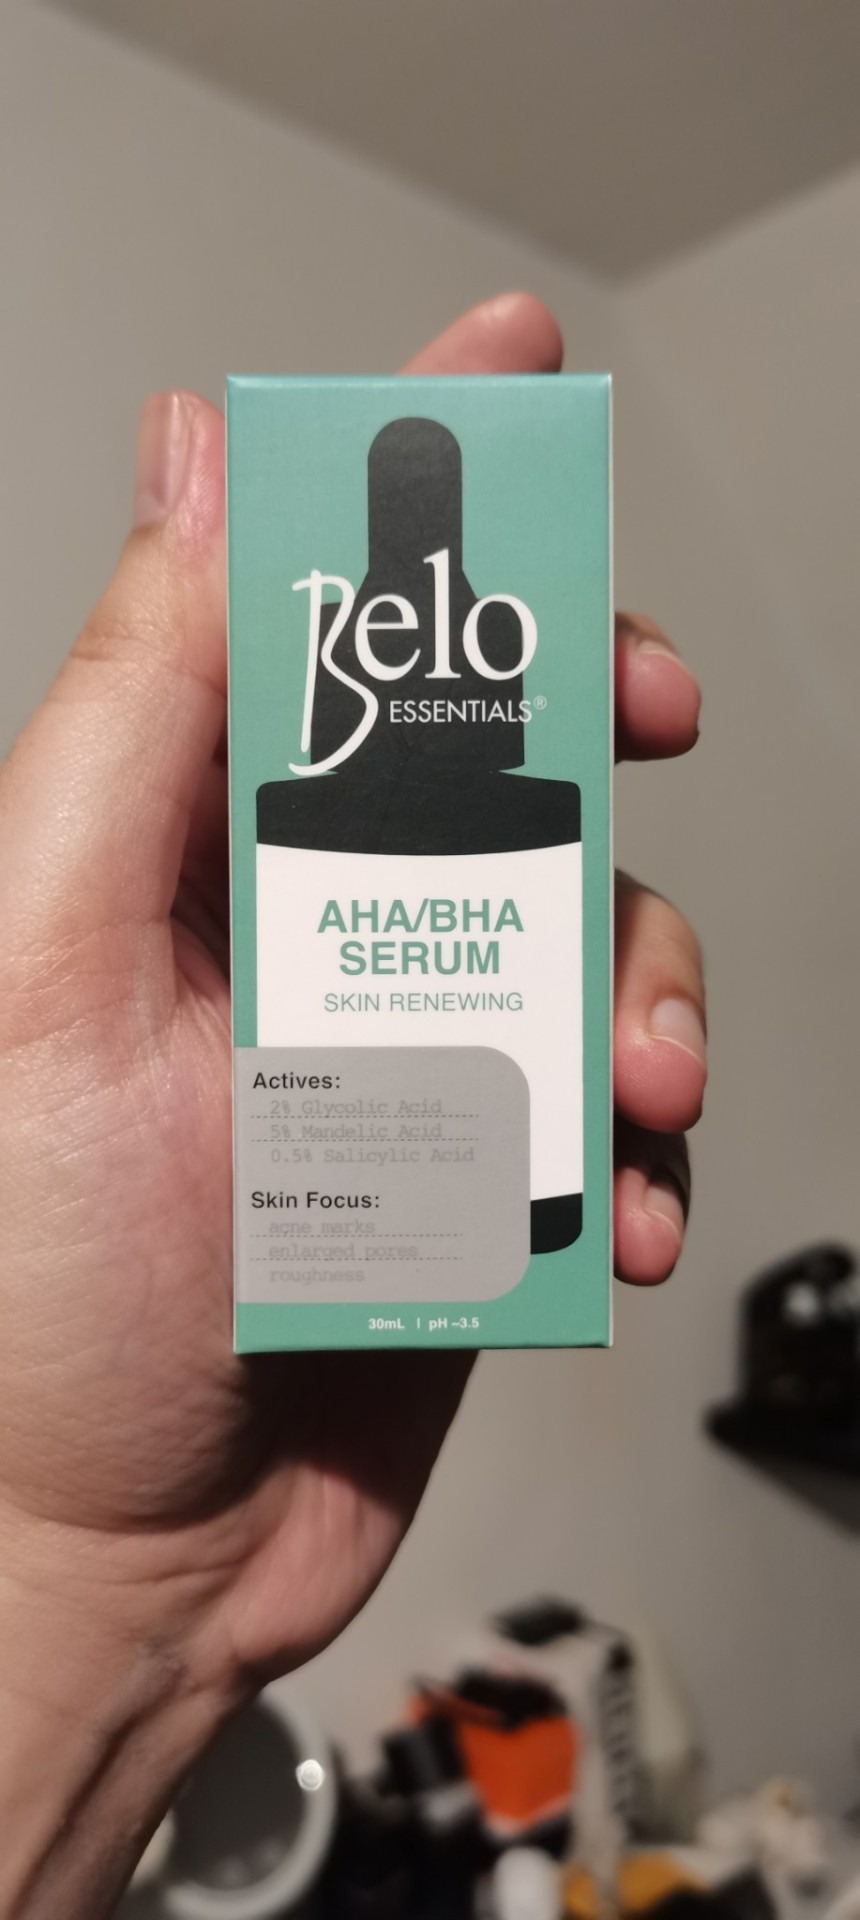 Belo
ESSENTIALS®
AHA/BHA
SERUM
SKIN RENEWING
Actives:
2% Glycolic Acid
5% Mandelic Acid
0.5% Salicylic Acid
Skin Focus:
acne marks
enlarged pores
roughness
30mL | pH ~3.5